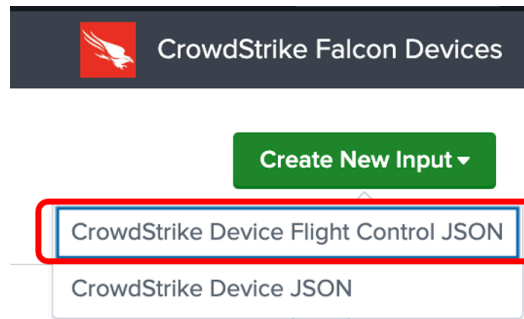 CrowdStrike Falcon Devices
Create New Input
CrowdStrike Device Flight Control JSON
CrowdStrike Device JSON